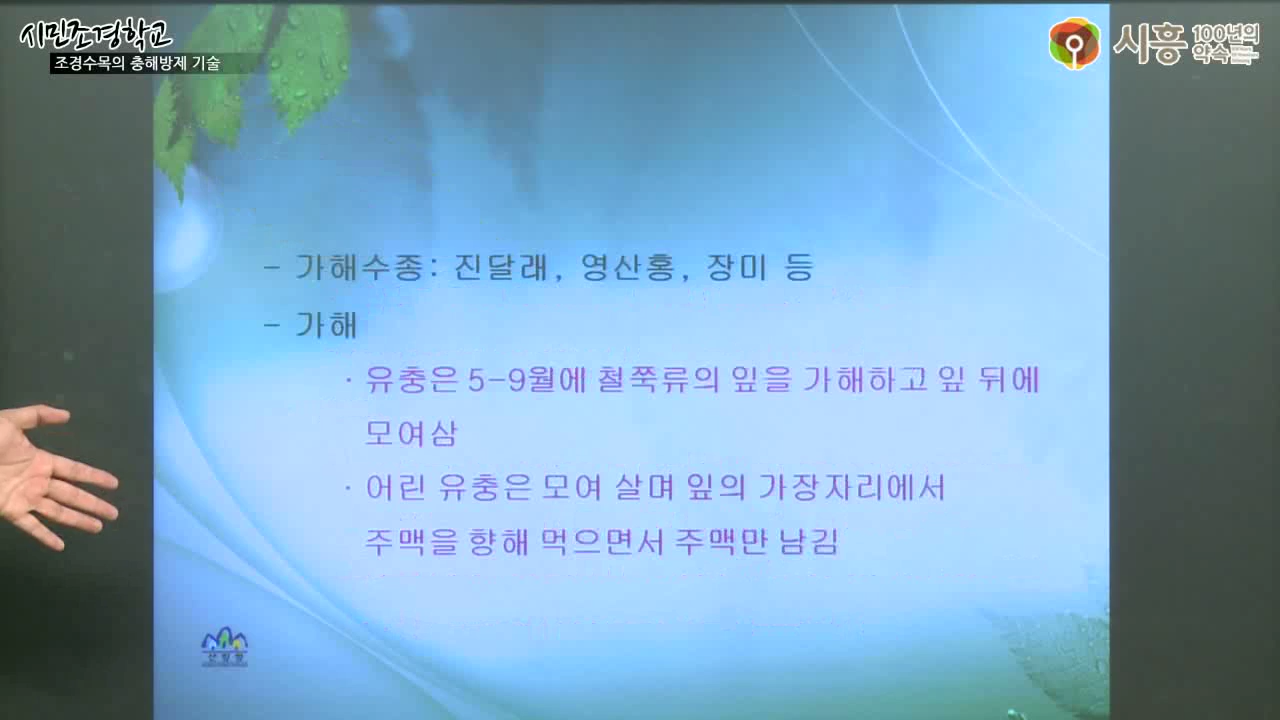 시민조경학교
조경수목의 충해방제 기술
시흥 100년의
약속
- 가해수종: 진달래, 영산홍, 장미 등
- 가해
· 유충은 5-9월에 철쭉류의 잎을 가해하고 잎 뒤에
모여삼
· 어린 유충은 모여 살며 잎의 가장자리에서
주맥을 향해 먹으면서 주맥만 남김
산림청